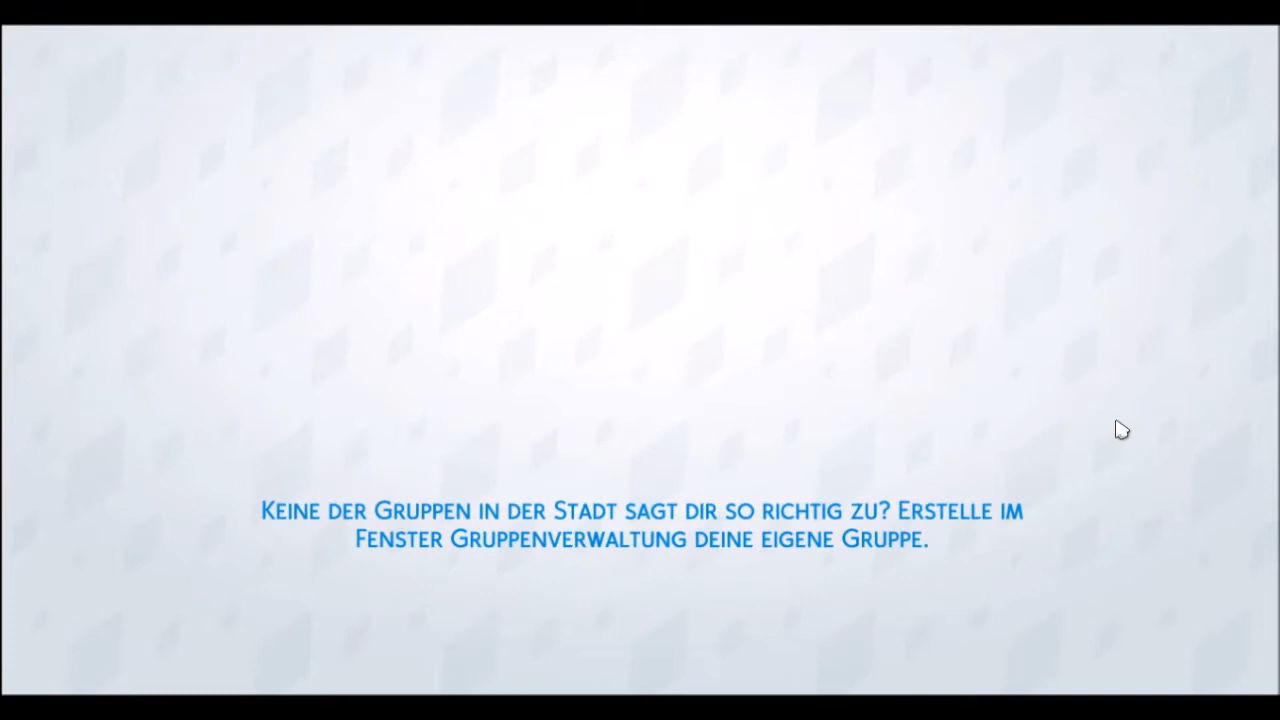 Keine der Gruppen in der Stadt sagt dir so richtig zu? Erstelle im
Fenster Gruppenverwaltung deine eigene Gruppe.